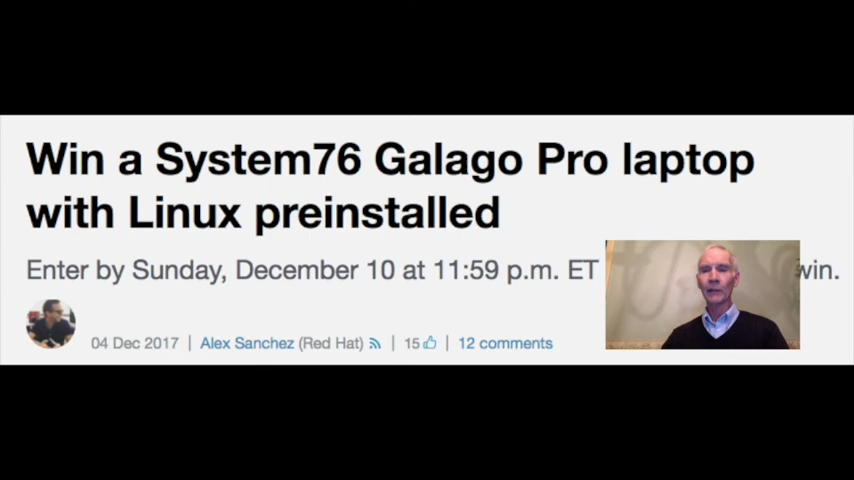 Win a System76 Galago Pro laptop
with Linux preinstalled
Enter by Sunday, December 10 at 11:59 p.m. ET win.
04 Dec 2017 | Alex Sanchez (Red Hat) | 15 | 12 comments